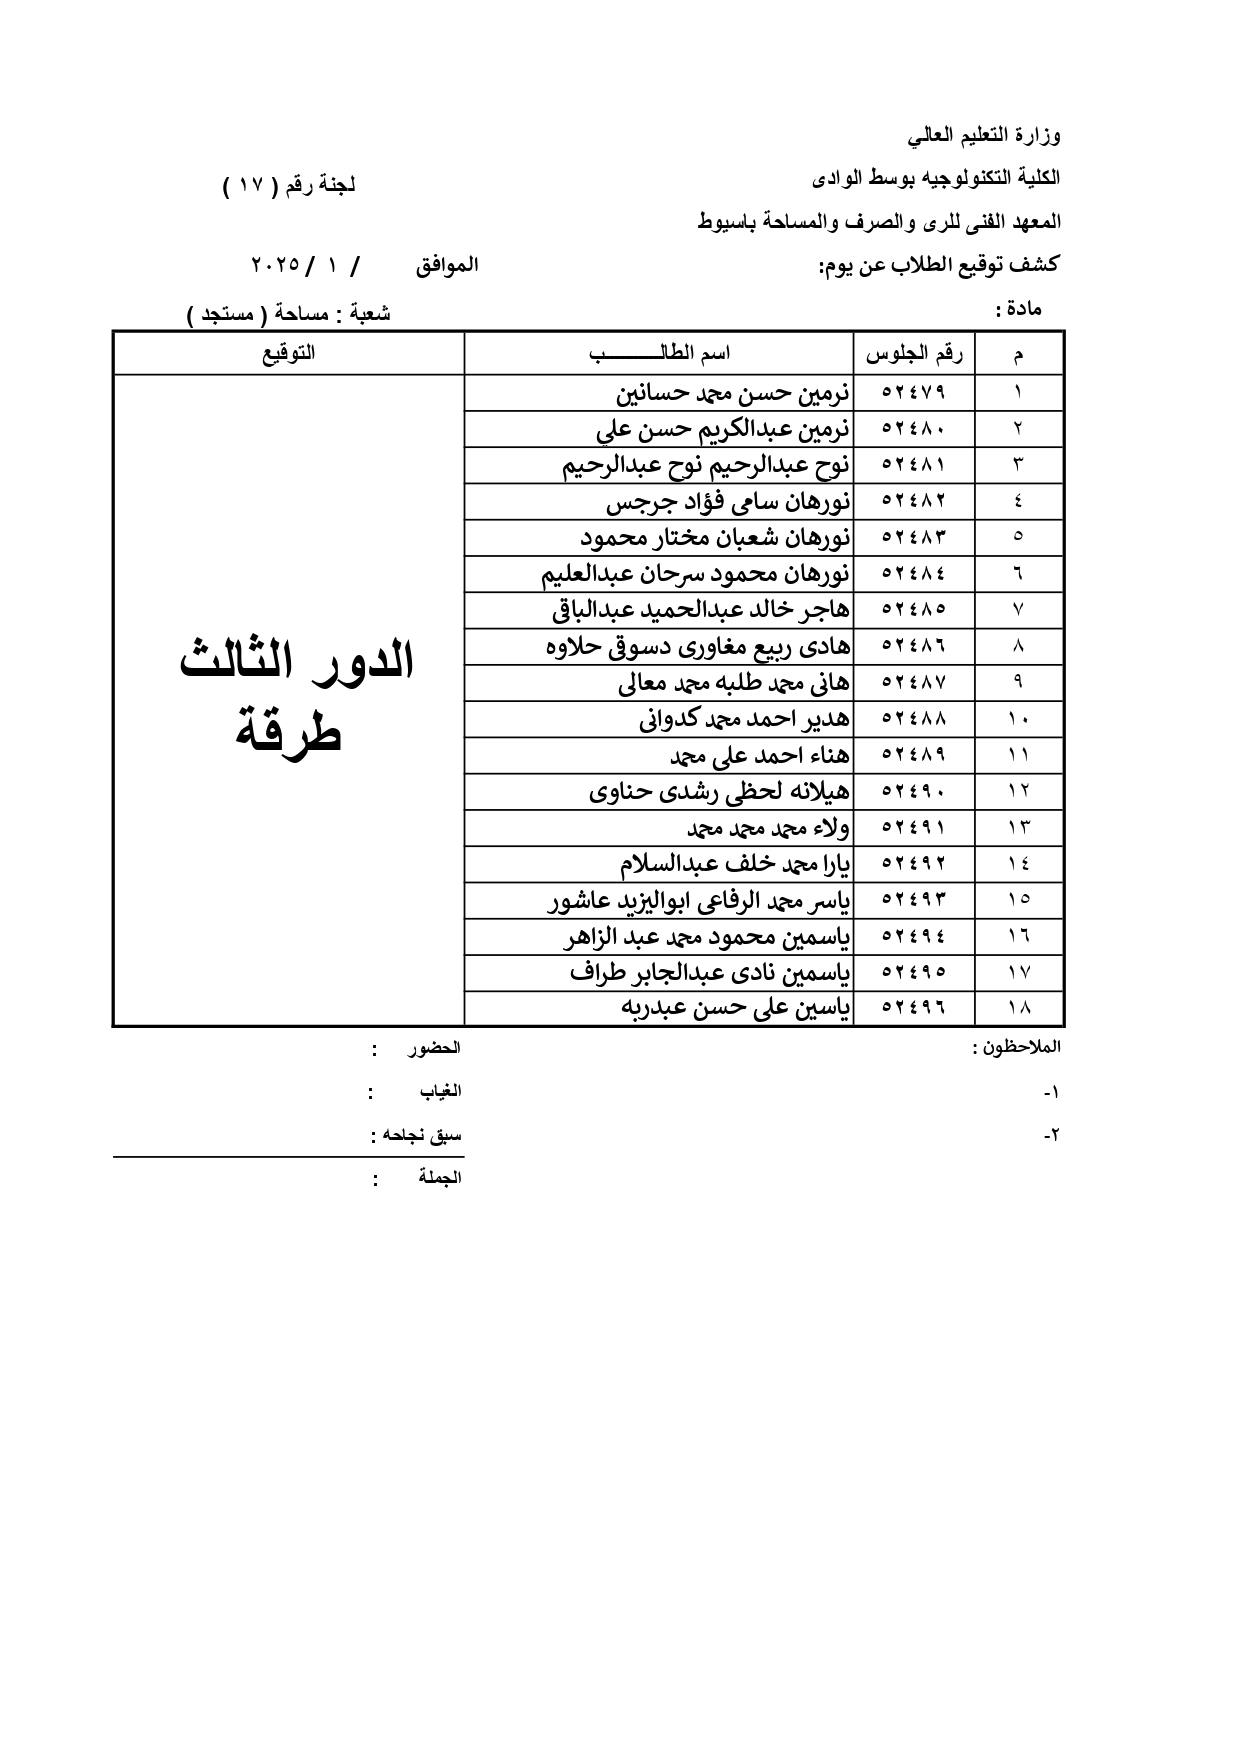 وزارة التعليم العالي
الكلية التكنولوجيه بوسط الوادى
لجنة رقم ( ١٧ )
المعهد الفنى للرى والصرف والمساحة باسيوط
كشف توقيع الطلاب عن يوم: الموافق / ١ / ٢٠٢٥
مادة :
شعبة : مساحة ( مستجد )
م رقم الجلوس اسم الطالـــــــــب التوقيع
١ ٥٢٤٧٩ نرمين حسن محمد حسانين
٢ ٥٢٤٨٠ نرمين عبدالكريم حسن علي
٣ ٥٢٤٨١ نوح عبدالرحيم نوح عبدالرحيم
٤ ٥٢٤٨٢ نورهان سامى فؤاد جرجس
٥ ٥٢٤٨٣ نورهان شعبان مختار محمود
٦ ٥٢٤٨٤ نورهان محمود سرحان عبدالعليم
٧ ٥٢٤٨٥ هاجر خالد عبدالحميد عبدالباقى
٨ ٥٢٤٨٦ هادى ربيع مغاورى دسوقى حلاوه
٩ ٥٢٤٨٧ هانى محمد طلبه محمد معالى
١٠ ٥٢٤٨٨ هدير احمد محمد كدوانى
١١ ٥٢٤٨٩ هناء احمد على محمد
١٢ ٥٢٤٩٠ هيلانه لحظى رشدى حناوى
١٣ ٥٢٤٩١ ولاء محمد محمد محمد
١٤ ٥٢٤٩٢ يارا محمد خلف عبدالسلام
١٥ ٥٢٤٩٣ ياسر محمد الرفاعى ابواليزيد عاشور
١٦ ٥٢٤٩٤ ياسمين محمود محمد عبد الزاهر
١٧ ٥٢٤٩٥ ياسمين نادى عبدالجابر طراف
١٨ ٥٢٤٩٦ ياسين على حسن عبدربه
الدور الثالث
طرقة
الملاحظون : الحضور :
١- الغياب :
٢- سبق نجاحه :
الجملة :